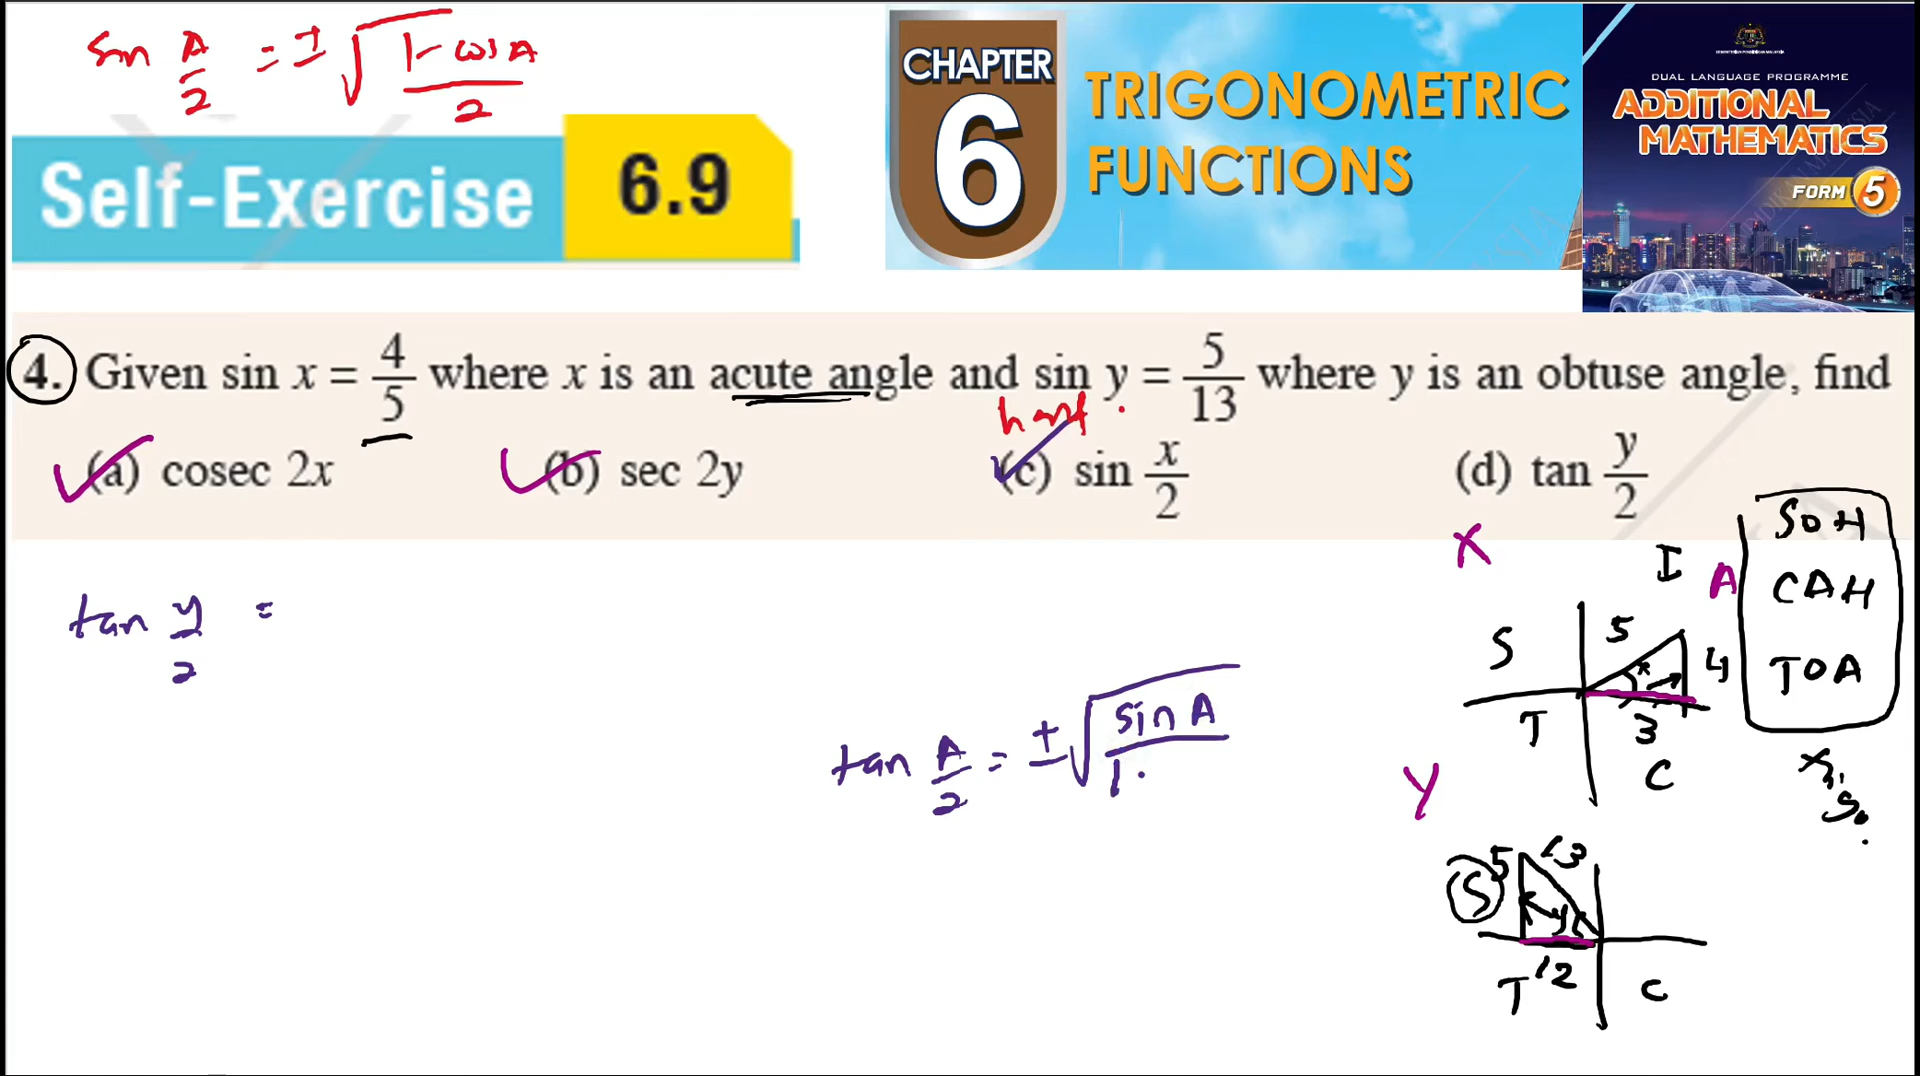 sin A/2 = ± √(1 - cos A)/2
CHAPTER 6
TRIGONOMETRIC FUNCTIONS
DUAL LANGUAGE PROGRAMME
ADDITIONAL MATHEMATICS
FORM 5
Self-Exercise 6.9
4. Given sin x = 4/5 where x is an acute angle and sin y = 5/13 where y is an obtuse angle, find
(a) cosec 2x (b) sec 2y (c) sin x/2 (d) tan y/2
tan y/2 =
tan A/2 = ± √sin A/1
X
I
A
S
5
x
4
T
3
C
SOH
CAH
TOA
Y
S
5
13
y
12
T
C